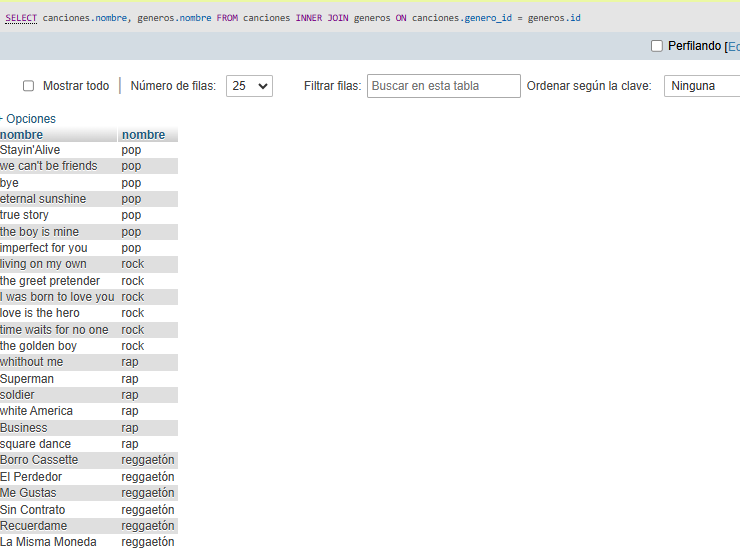 SELECT canciones.nombre, generos.nombre FROM canciones INNER JOIN generos ON canciones.genero_id = generos.id
Perfilando [Ec
Mostrar todo | Número de filas: 25 Filtrar filas: Buscar en esta tabla Ordenar según la clave: Ninguna
+ Opciones
nombre nombre
Stayin'Alive pop
we can't be friends pop
bye pop
eternal sunshine pop
true story pop
the boy is mine pop
imperfect for you pop
living on my own rock
the greet pretender rock
I was born to love you rock
love is the hero rock
time waits for no one rock
the golden boy rock
whithout me rap
Superman rap
soldier rap
white America rap
Business rap
square dance rap
Borro Cassette reggaetón
El Perdedor reggaetón
Me Gustas reggaetón
Sin Contrato reggaetón
Recuerdame reggaetón
La Misma Moneda reggaetón